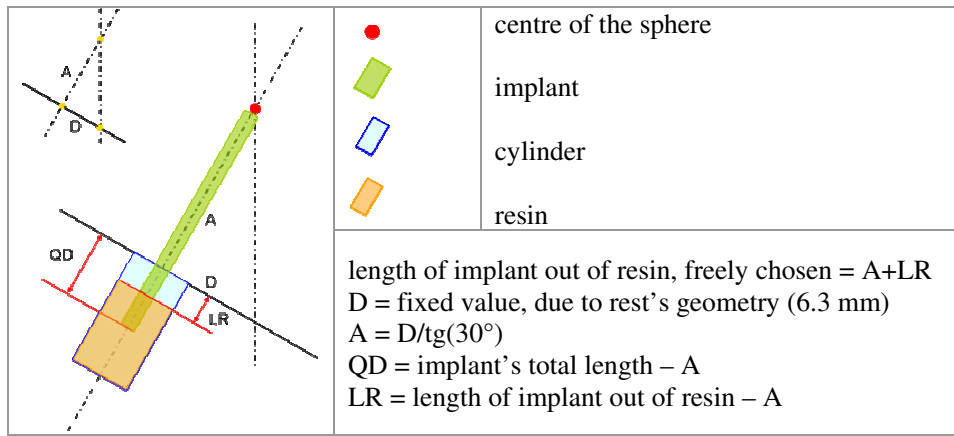 A
D
A
QD
D
LR
centre of the sphere
implant
cylinder
resin
length of implant out of resin, freely chosen = A+LR
D = fixed value, due to rest's geometry (6.3 mm)
A = D/tg(30°)
QD = implant's total length – A
LR = length of implant out of resin – A